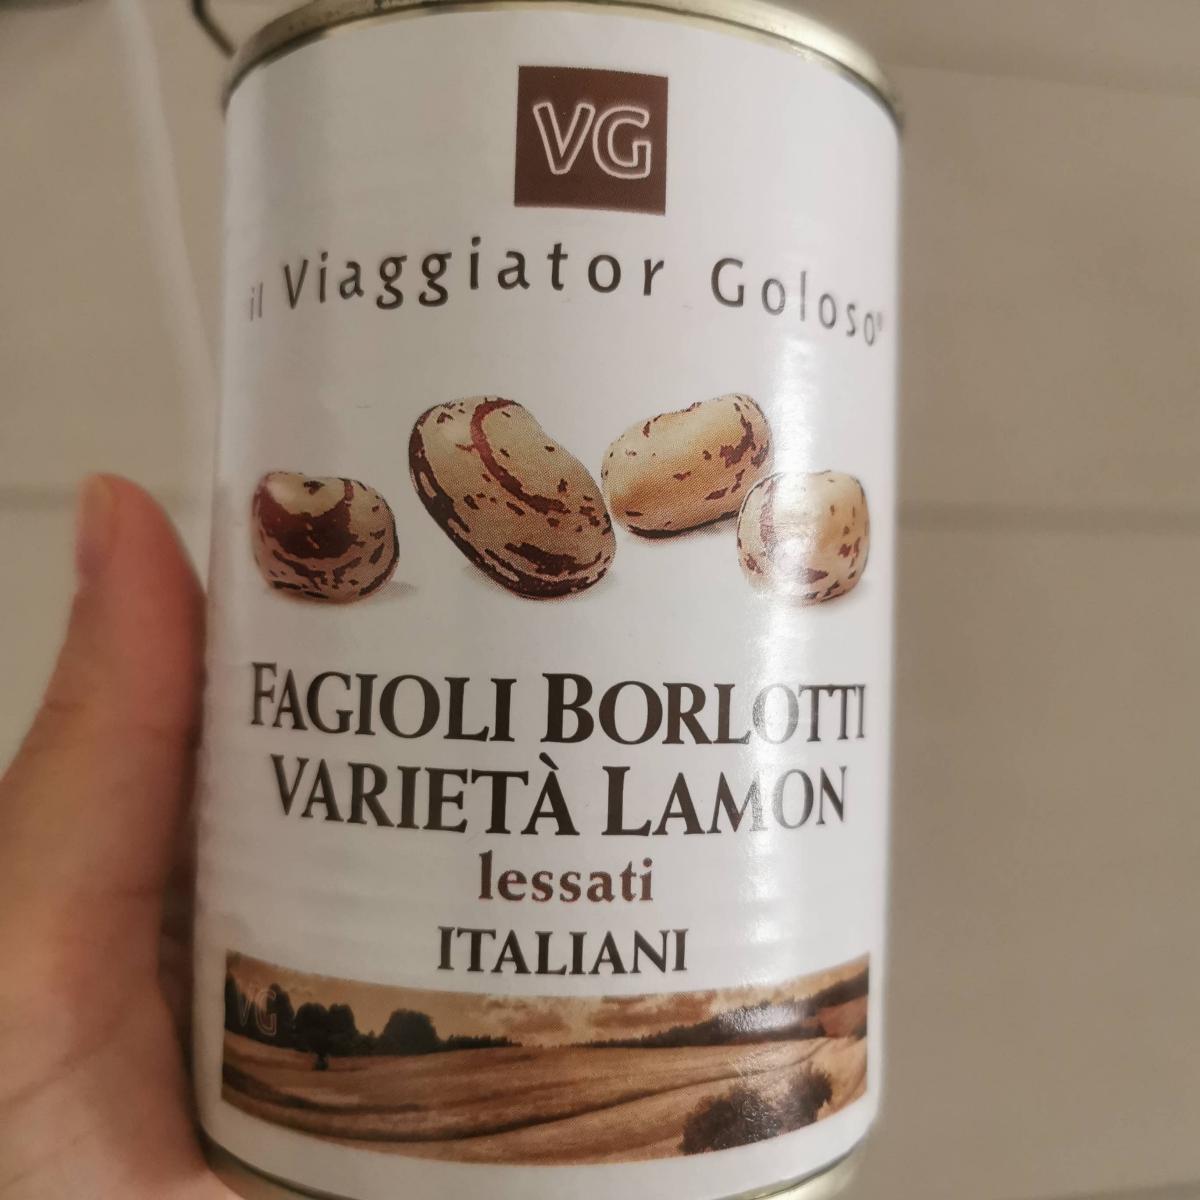 VG
il Viaggiator Goloso®
FAGIOLI BORLOTTI
VARIETÀ LAMON
lessati
ITALIANI
VG